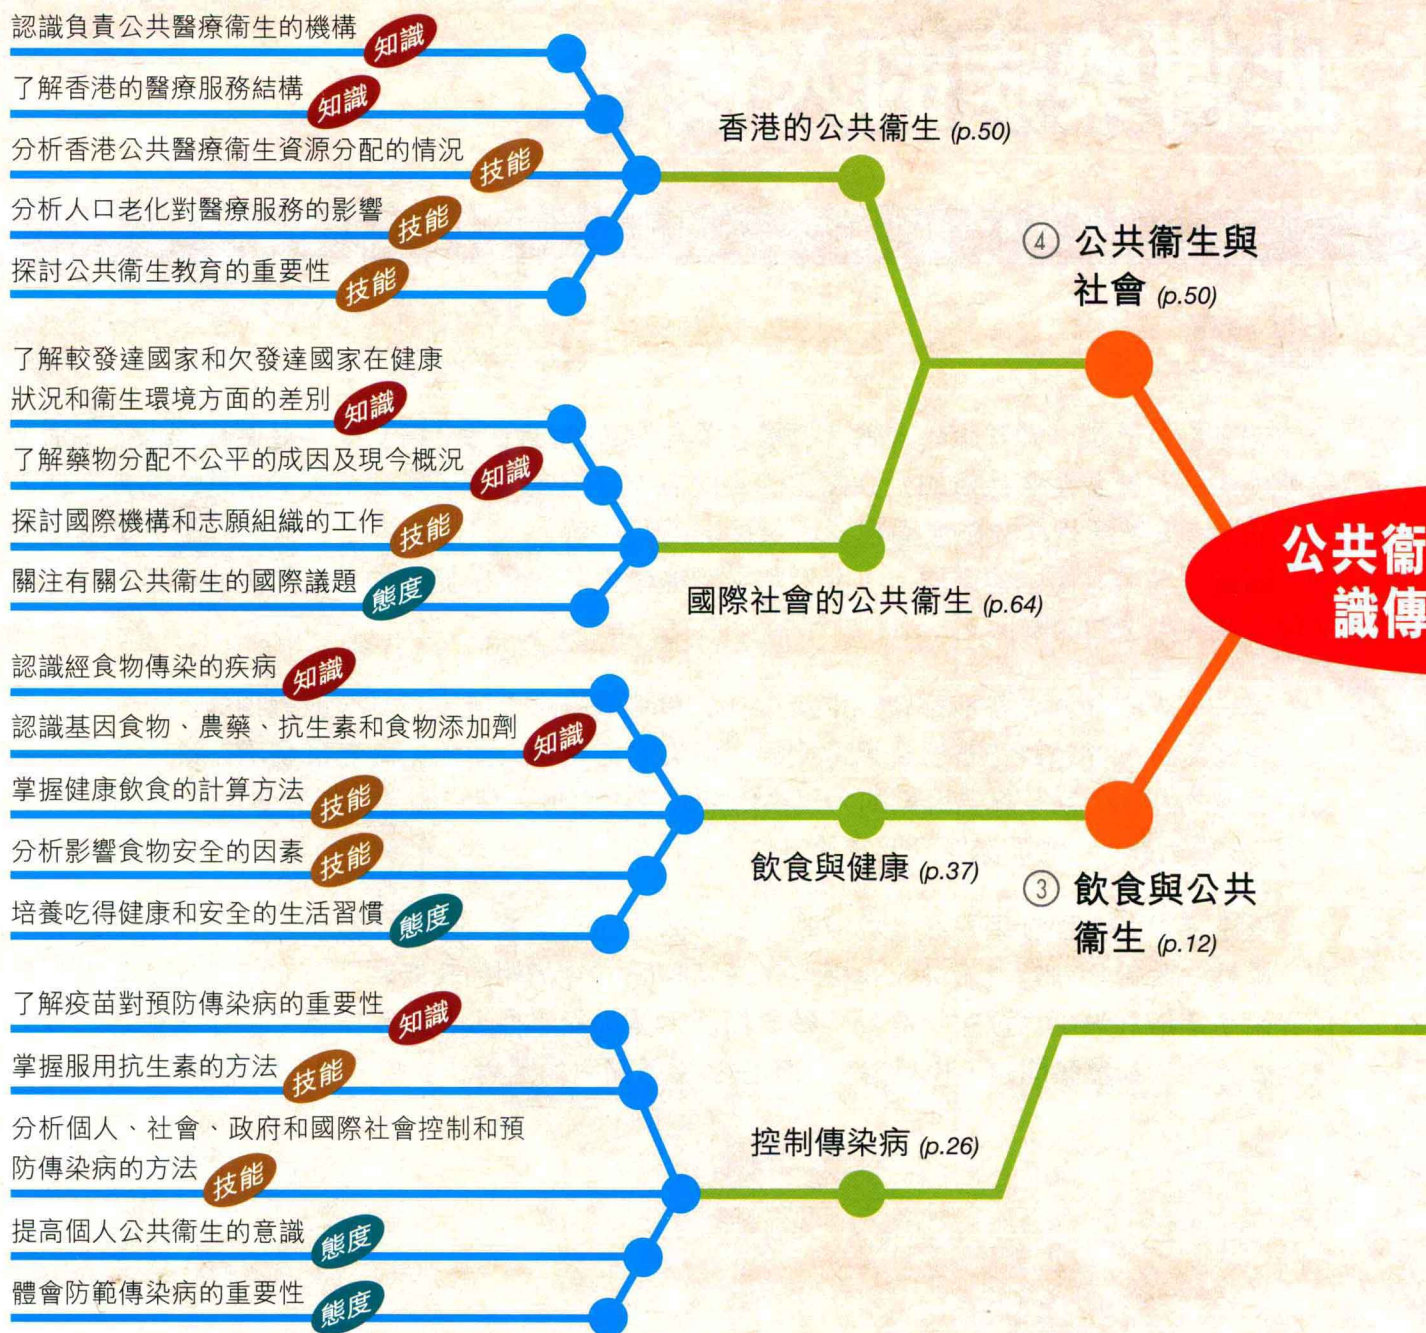 認識負責公共醫療衞生的機構 知識
了解香港的醫療服務結構 知識
分析香港公共醫療衞生資源分配的情況 技能
分析人口老化對醫療服務的影響 技能
探討公共衞生教育的重要性 技能
香港的公共衞生 (p.50)
④ 公共衞生與
社會 (p.50)
了解較發達國家和欠發達國家在健康
狀況和衞生環境方面的差別 知識
了解藥物分配不公平的成因及現今概況 知識
探討國際機構和志願組織的工作 技能
關注有關公共衞生的國際議題 態度
國際社會的公共衞生 (p.64)
公共衞
識傳
認識經食物傳染的疾病 知識
認識基因食物、農藥、抗生素和食物添加劑 知識
掌握健康飲食的計算方法 技能
分析影響食物安全的因素 技能
培養吃得健康和安全的生活習慣 態度
飲食與健康 (p.37)
③ 飲食與公共
衞生 (p.12)
了解疫苗對預防傳染病的重要性 知識
掌握服用抗生素的方法 技能
分析個人、社會、政府和國際社會控制和預
防傳染病的方法 技能
提高個人公共衞生的意識 態度
體會防範傳染病的重要性 態度
控制傳染病 (p.26)